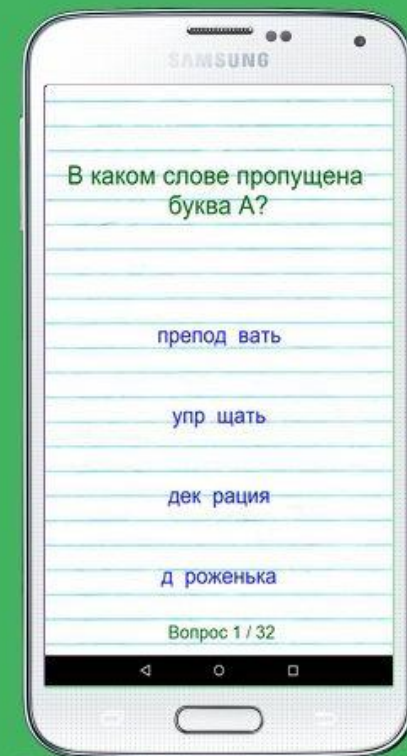 SAMSUNG
В каком слове пропущена
буква А?
препод вать
упр щать
дек рация
д роженька
Вопрос 1 / 32